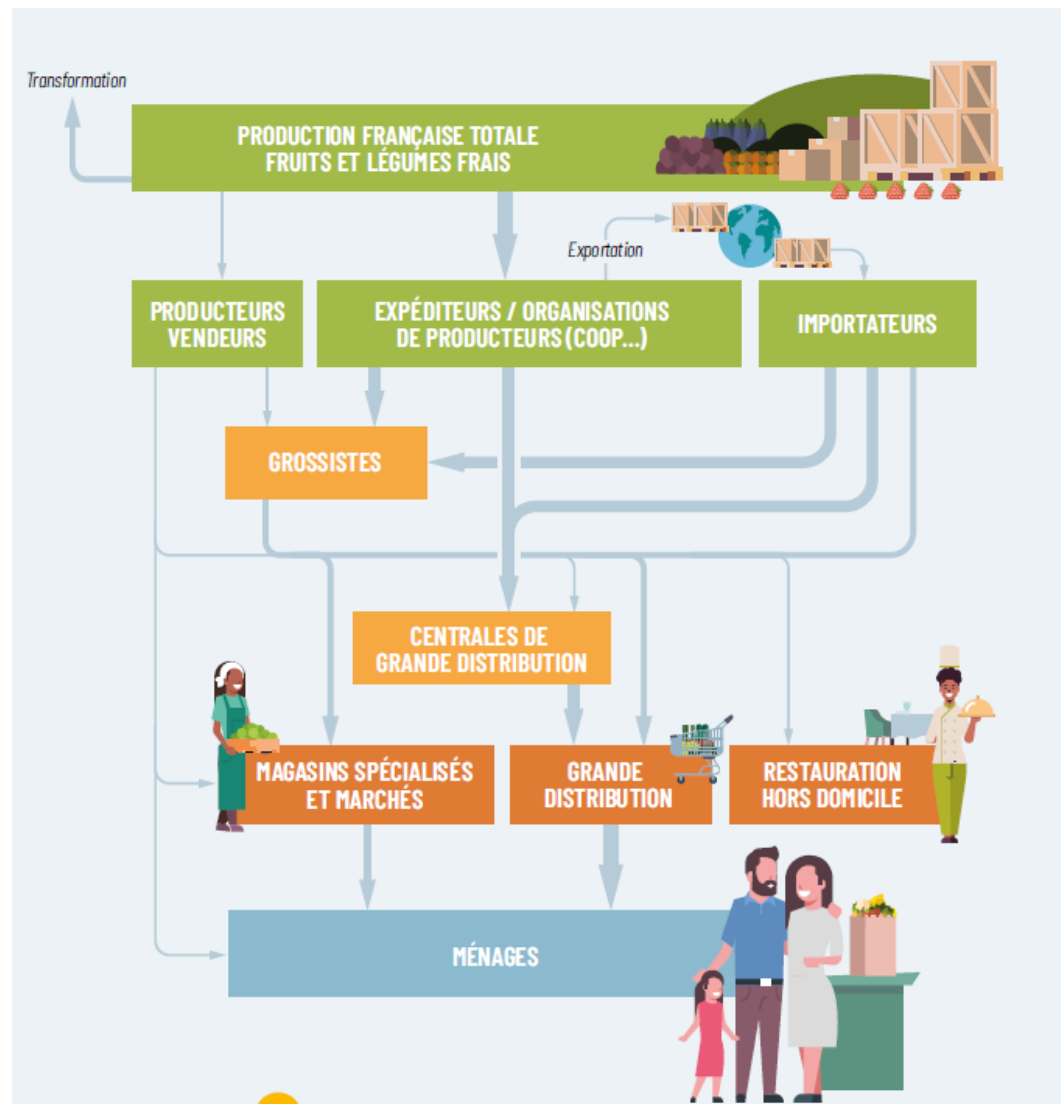 Transformation
PRODUCTION FRANÇAISE TOTALE
FRUITS ET LÉGUMES FRAIS
Exportation
PRODUCTEURS
VENDEURS
EXPÉDITEURS / ORGANISATIONS
DE PRODUCTEURS (COOP...)
IMPORTATEURS
GROSSISTES
CENTRALES DE
GRANDE DISTRIBUTION
MAGASINS SPÉCIALISÉS
ET MARCHÉS
GRANDE
DISTRIBUTION
RESTAURATION
HORS DOMICILE
MÉNAGES